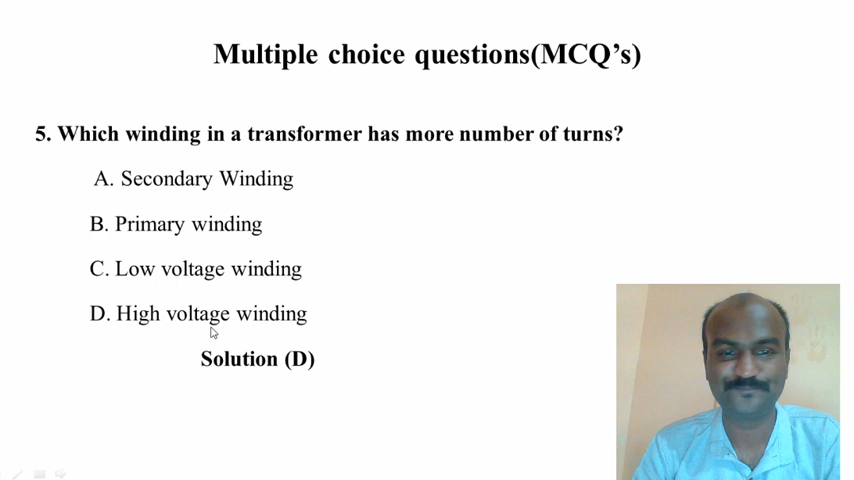 Multiple choice questions(MCQ’s)
5. Which winding in a transformer has more number of turns?
A. Secondary Winding
B. Primary winding
C. Low voltage winding
D. High voltage winding
Solution (D)